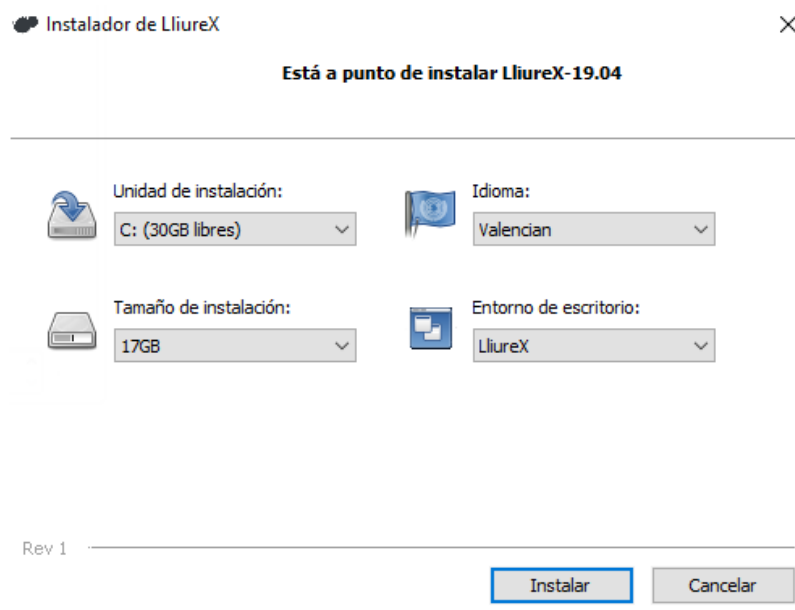 Instalador de LliureX
Está a punto de instalar LliureX-19.04
Unidad de instalación:
C: (30GB libres)
Idioma:
Valencian
Tamaño de instalación:
17GB
Entorno de escritorio:
LliureX
Rev 1
Instalar
Cancelar